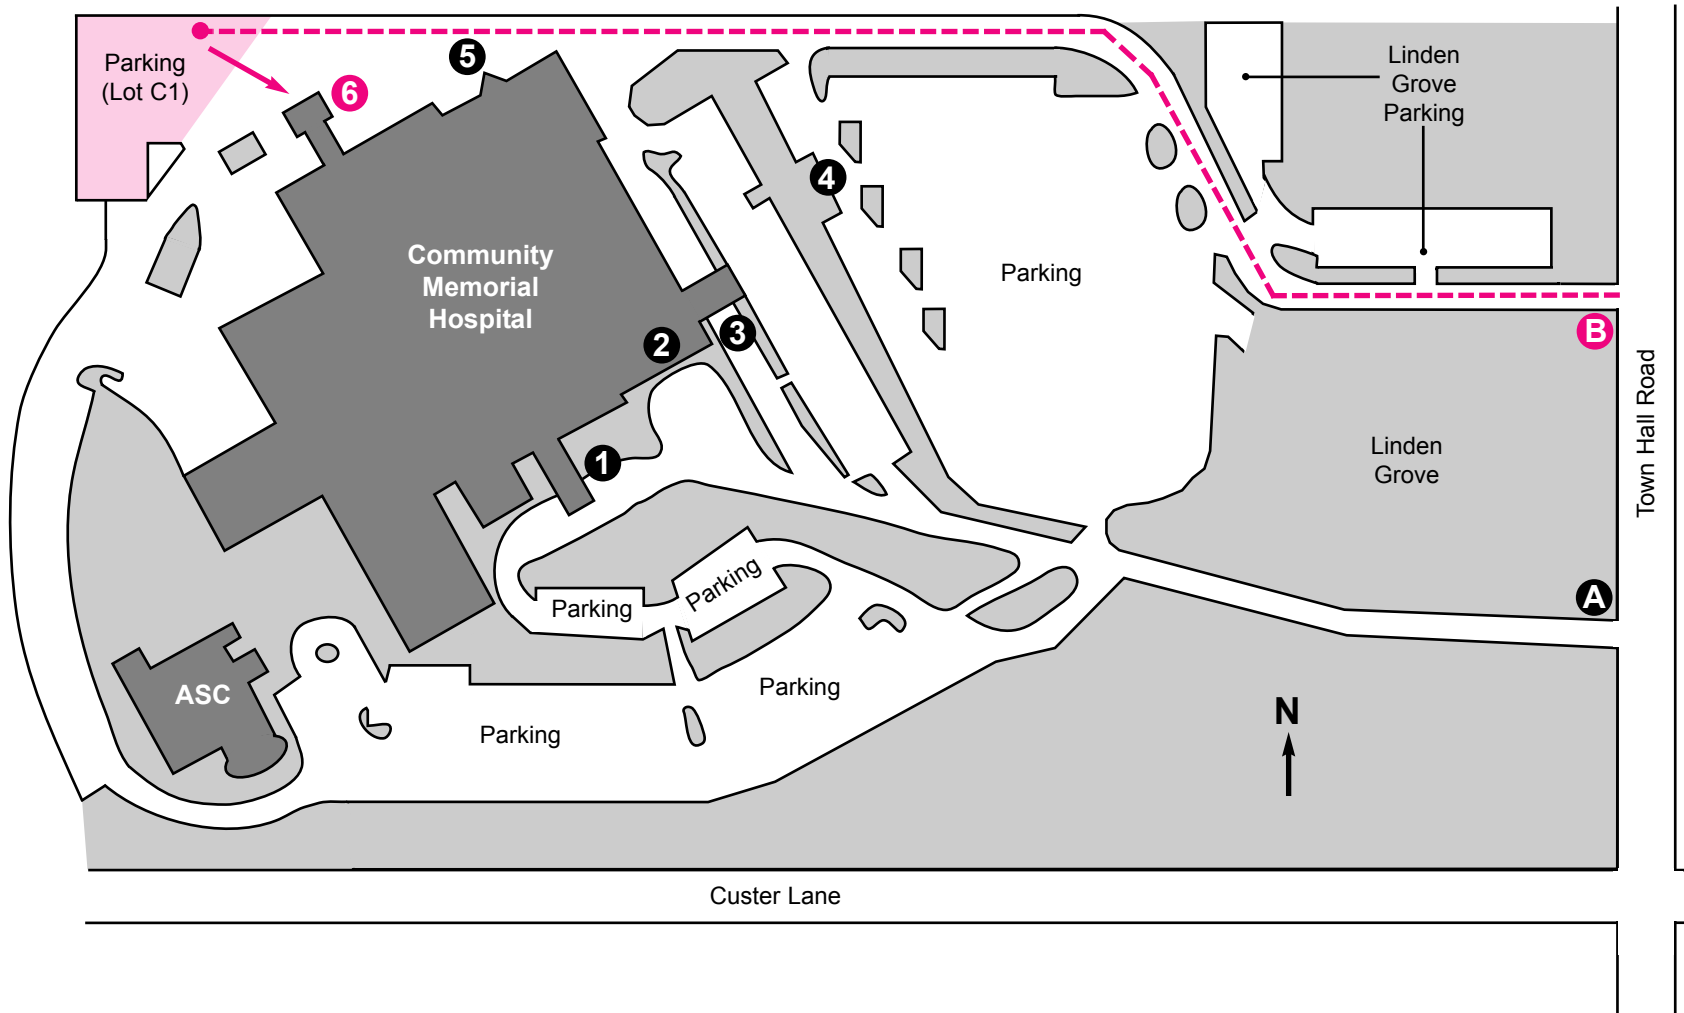 Parking
(Lot C1)
6
5
Linden
Grove
Parking
4
Community
Memorial
Hospital
Parking
3
2
B
Town Hall Road
1
Linden
Grove
Parking
Parking
A
ASC
Parking
Parking
N
Custer Lane